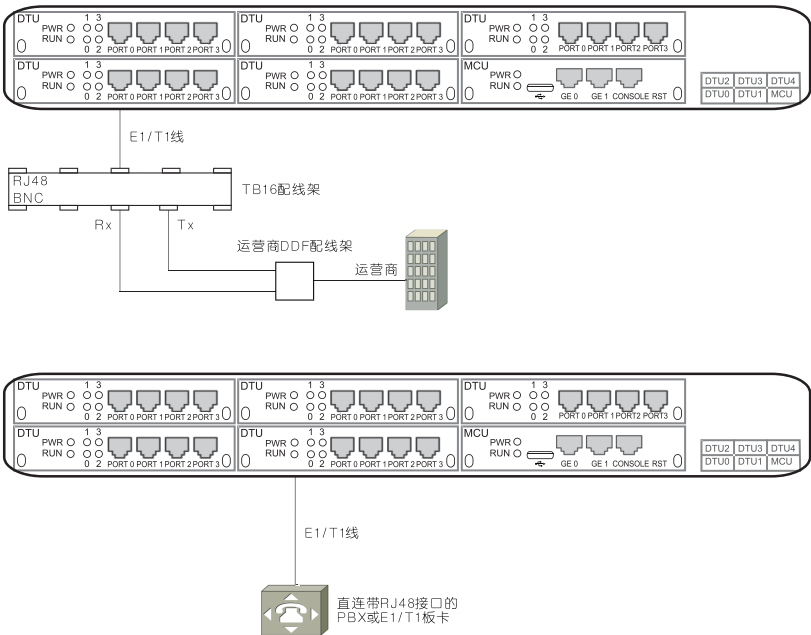 DTU 1 3 DTU 1 3 DTU 1 3
PWR PWR PWR
RUN RUN RUN
0 2 PORT 0 PORT 1 PORT 2 PORT 3 0 2 PORT 0 PORT 1 PORT 2 PORT 3 0 2 PORT 0 PORT 1 PORT2 PORT3
DTU DTU MCU
PWR PWR PWR
RUN RUN RUN
0 2 PORT 0 PORT 1 PORT 2 PORT 3 0 2 PORT 0 PORT 1 PORT 2 PORT 3 GE 0 GE 1 CONSOLE RST
DTU2 DTU3 DTU4
DTU0 DTU1 MCU
E1/T1线
RJ48
BNC
TB16配线架
Rx Tx
运营商DDF配线架
运营商
DTU 1 3 DTU 1 3 DTU 1 3
PWR PWR PWR
RUN RUN RUN
0 2 PORT 0 PORT 1 PORT 2 PORT 3 0 2 PORT 0 PORT 1 PORT 2 PORT 3 0 2 PORT 0 PORT 1 PORT2 PORT3
DTU DTU MCU
PWR PWR PWR
RUN RUN RUN
0 2 PORT 0 PORT 1 PORT 2 PORT 3 0 2 PORT 0 PORT 1 PORT 2 PORT 3 GE 0 GE 1 CONSOLE RST
DTU2 DTU3 DTU4
DTU0 DTU1 MCU
E1/T1线
直连带RJ48接口的
PBX或E1/T1板卡